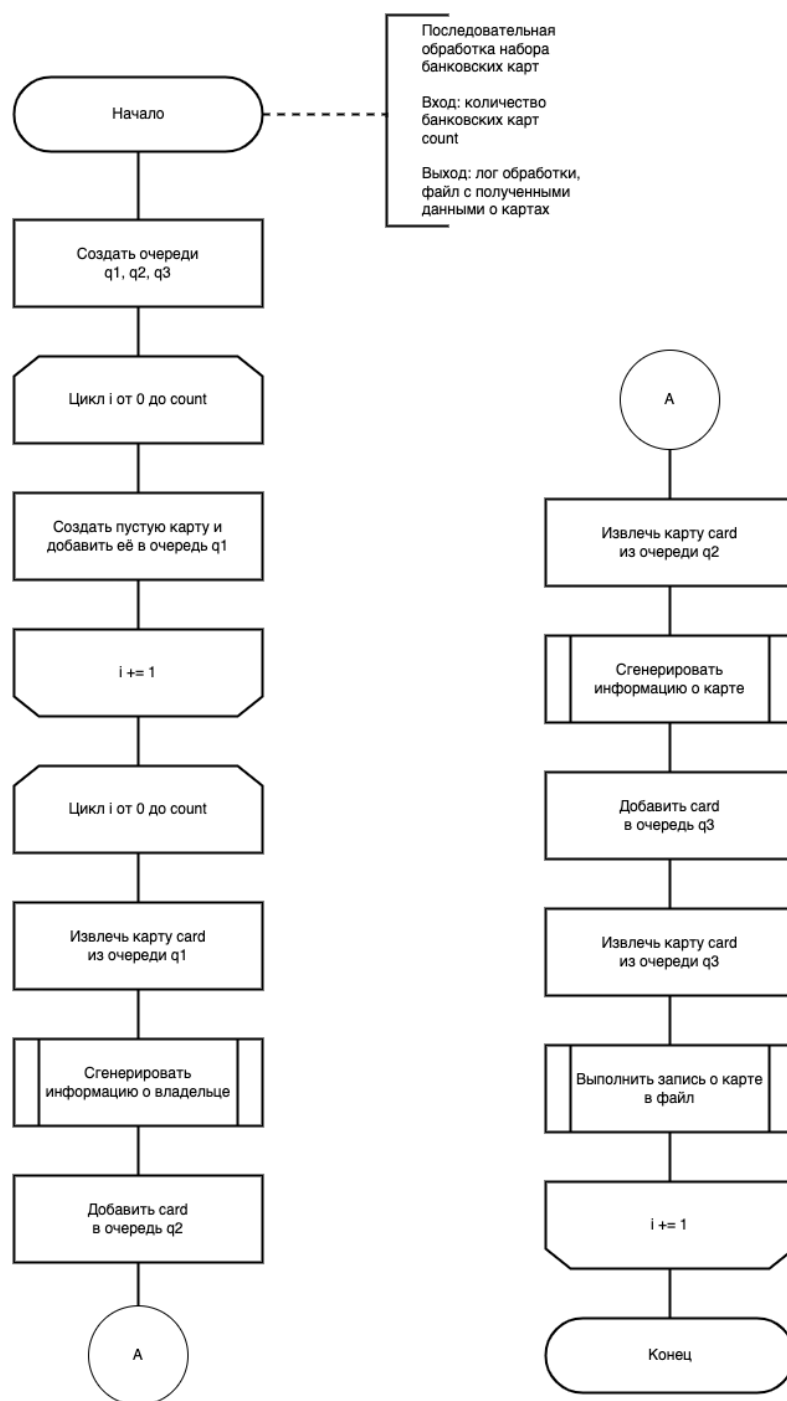 Начало
Последовательная
обработка набора
банковских карт
Вход: количество
банковских карт
count
Выход: лог обработки,
файл с полученными
данными о картах
Создать очереди
q1, q2, q3
Цикл i от 0 до count
Создать пустую карту и
добавить её в очередь q1
i += 1
Цикл i от 0 до count
Извлечь карту card
из очереди q1
Сгенерировать
информацию о владельце
Добавить card
в очередь q2
A
A
Извлечь карту card
из очереди q2
Сгенерировать
информацию о карте
Добавить card
в очередь q3
Извлечь карту card
из очереди q3
Выполнить запись о карте
в файл
i += 1
Конец